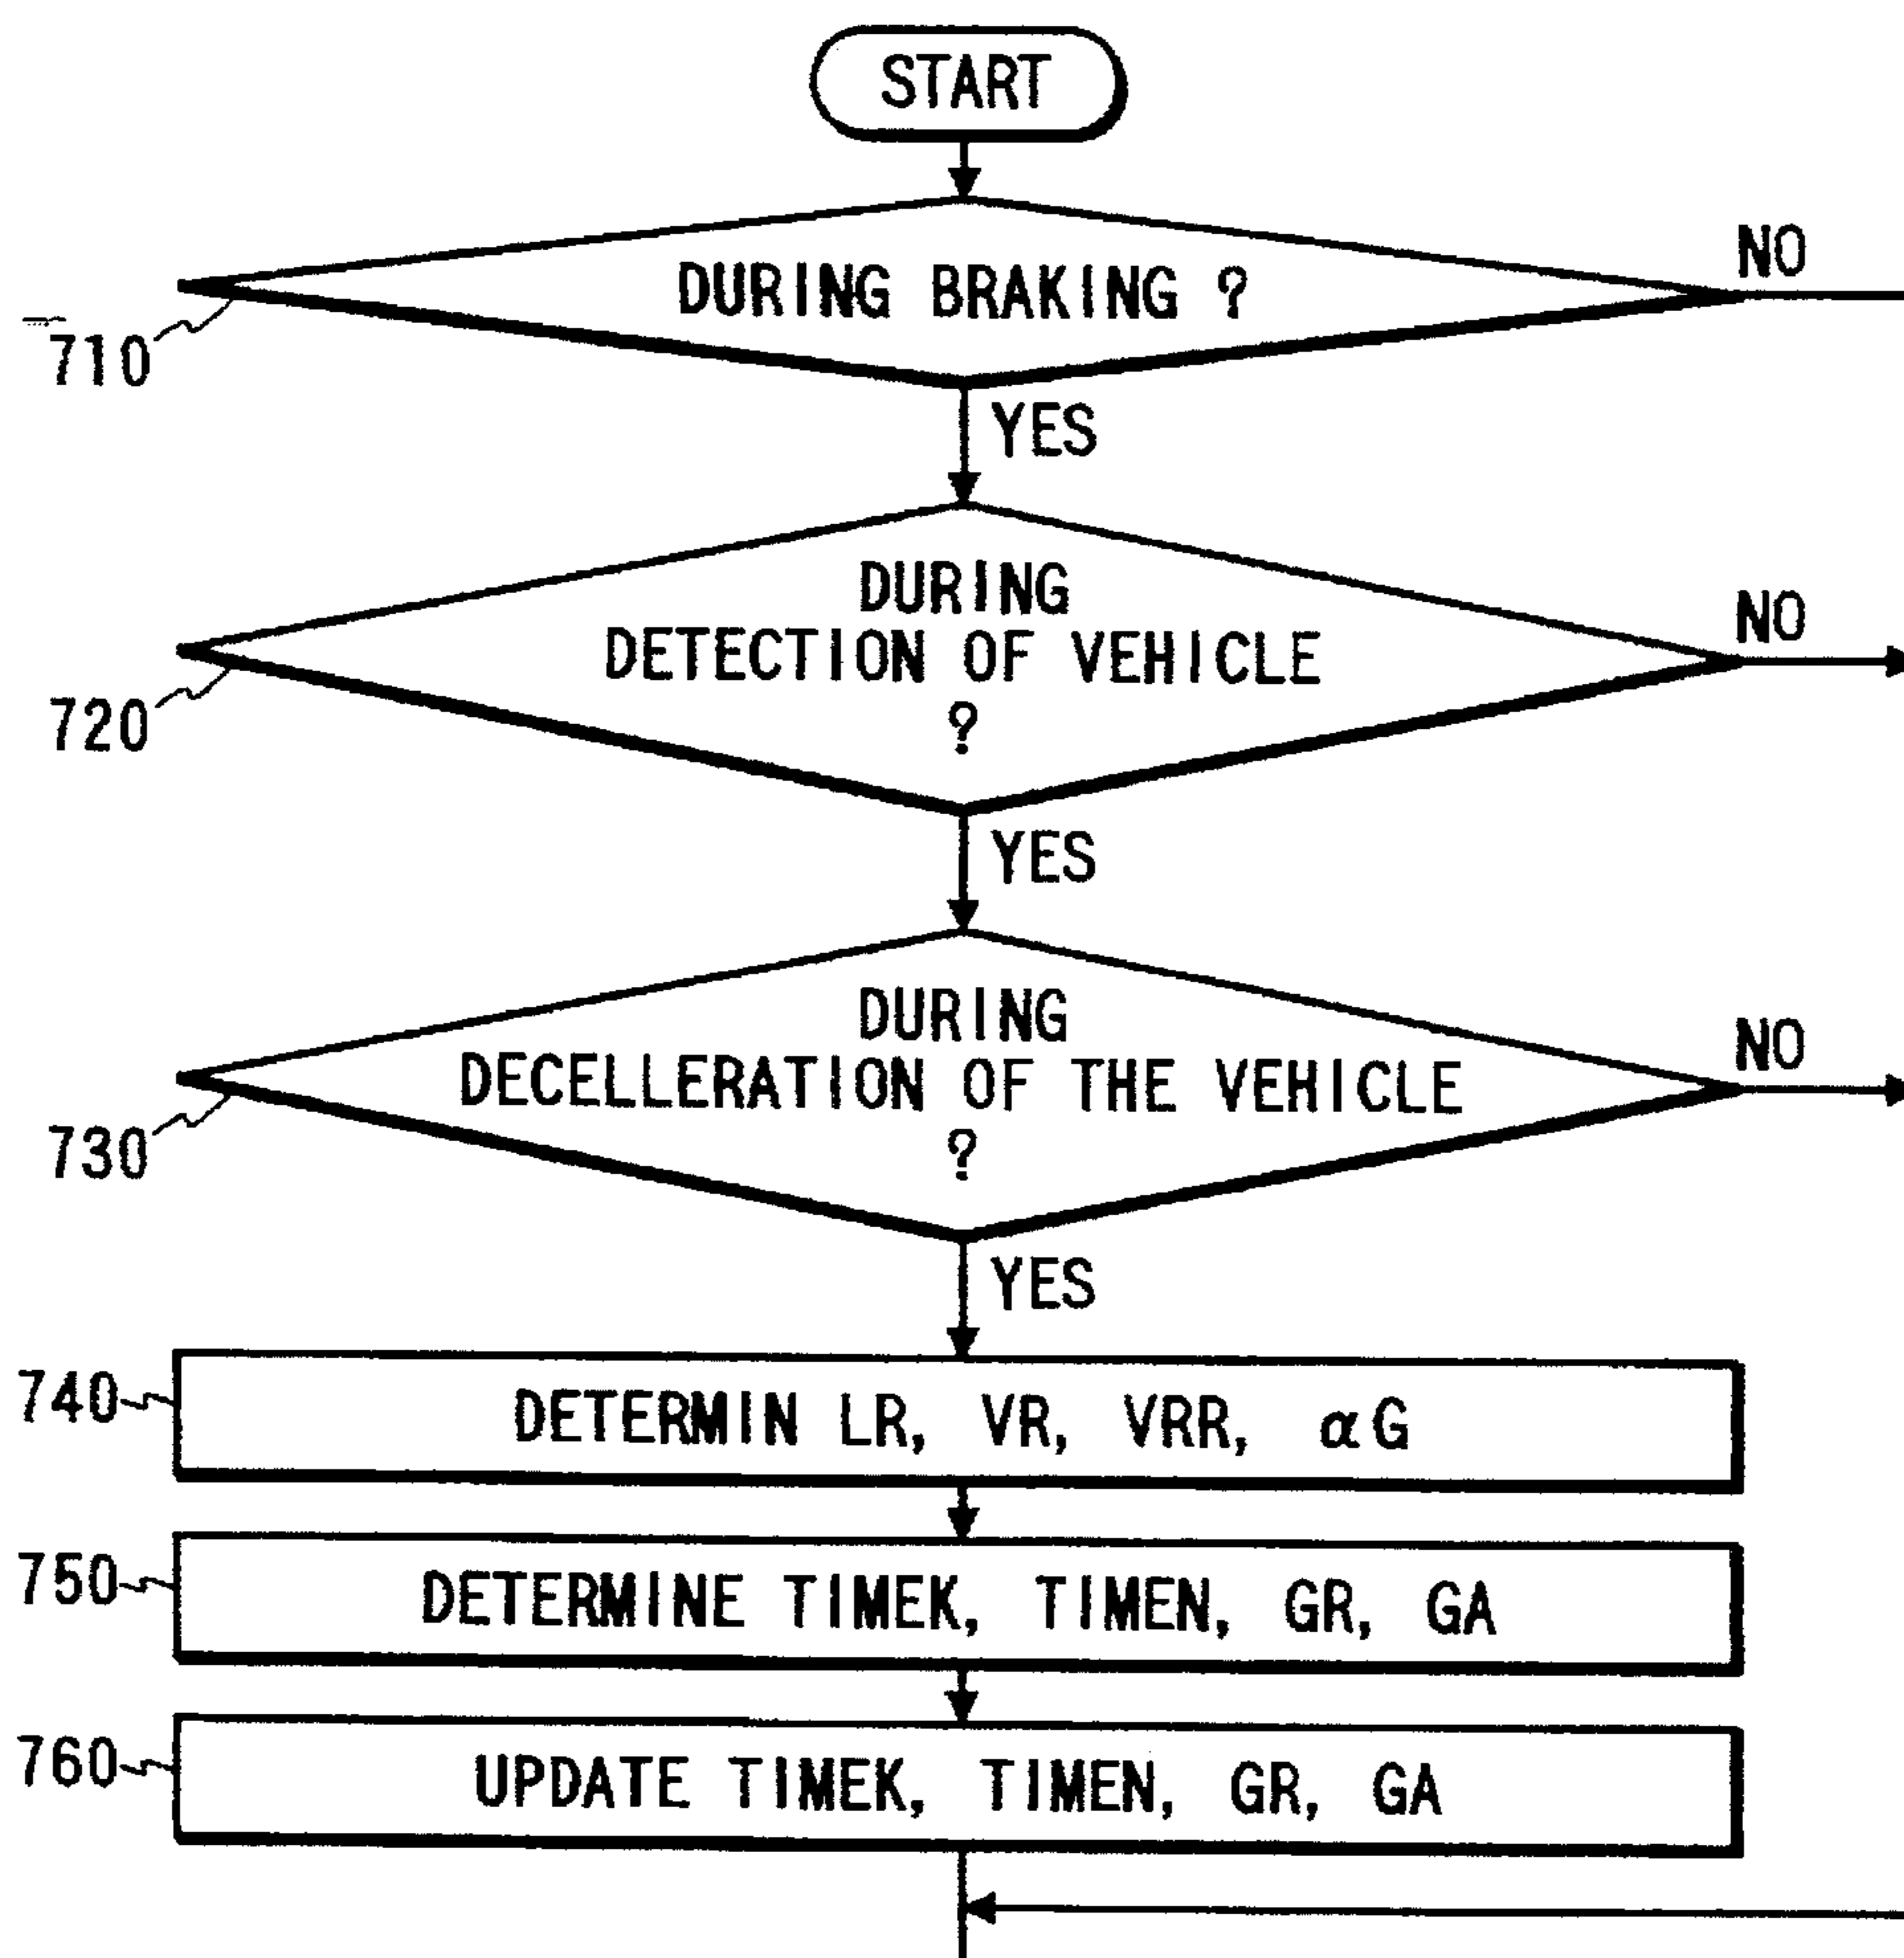 START
DURING BRAKING ?
NO
710
YES
DURING
DETECTION OF VEHICLE
?
NO
720
YES
DURING
DECELLERATION OF THE VEHICLE
?
NO
730
YES
740
DETERMIN LR, VR, VRR, αG
750
DETERMINE TIMEK, TIMEN, GR, GA
760
UPDATE TIMEK, TIMEN, GR, GA